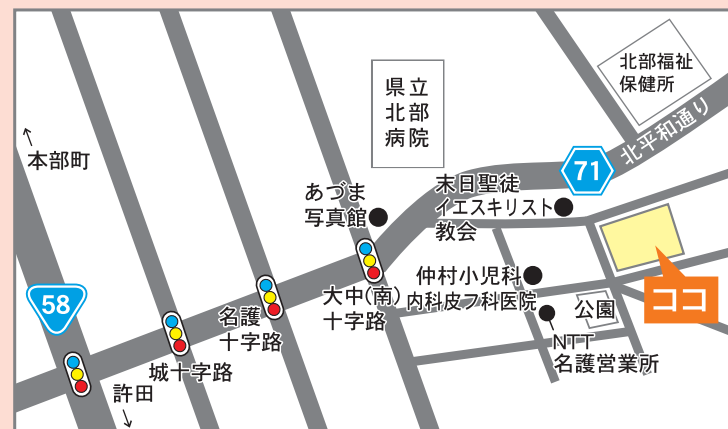 北部福祉
保健所
県立
北部
病院
北平和通り
71
本部町
あづま
写真館
末日聖徒
イエスキリスト
教会
58
大中(南)
十字路
仲村小児科
内科皮フ科医院
公園
ココ
名護
十字路
NTT
名護営業所
城十字路
許田